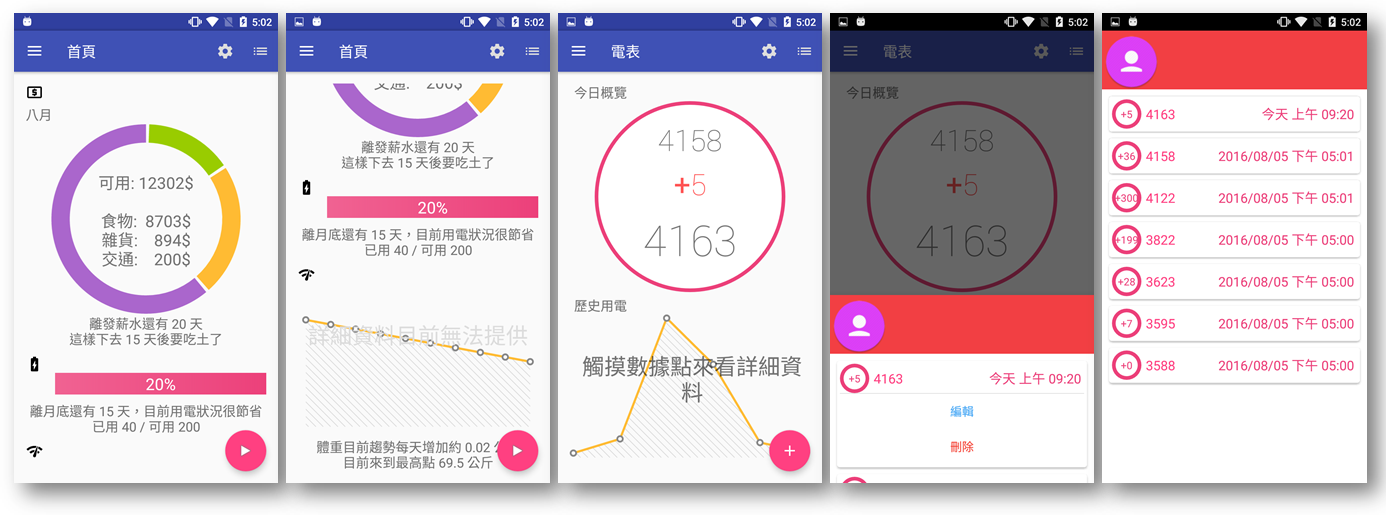 5:02
首頁
八月
可用: 12302$
食物: 8703$
雜貨: 894$
交通: 200$
離發薪水還有 20 天
這樣下去 15 天後要吃土了
20%
離月底還有 15 天，目前用電狀況很節省
已用 40 / 可用 200
5:02
首頁
交通: 200$
離發薪水還有 20 天
這樣下去 15 天後要吃土了
20%
離月底還有 15 天，目前用電狀況很節省
已用 40 / 可用 200
詳細資料目前無法提供
體重目前趨勢每天增加約 0.02 公
目前來到最高點 69.5 公斤
5:02
電表
今日概覽
4158
+5
4163
歷史用電
觸摸數據點來看詳細資
料
5:02
電表
今日概覽
4158
+5
4163
+5 4163 今天 上午 09:20
編輯
刪除
5:02
+5 4163 今天 上午 09:20
+36 4158 2016/08/05 下午 05:01
+300 4122 2016/08/05 下午 05:01
+199 3822 2016/08/05 下午 05:00
+28 3623 2016/08/05 下午 05:00
+7 3595 2016/08/05 下午 05:00
+0 3588 2016/08/05 下午 05:00